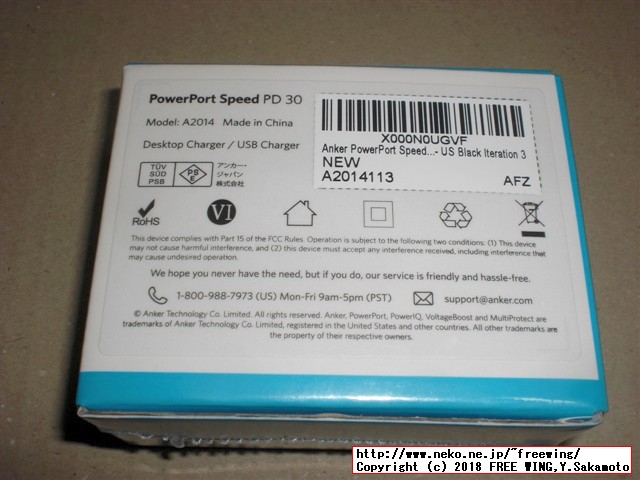 PowerPort Speed PD 30
Model: A2014 Made in China
Desktop Charger / USB Charger
TÜV
SÜD
PSB
PSE
アンカー・
ジャパン
株式会社
X000N0UGVF
Anker PowerPort Speed...- US Black Iteration 3
NEW
A2014113
AFZ
RoHS
VI
This device complies with Part 15 of the FCC Rules. Operation is subject to the following two conditions: (1) This device
may not cause harmful interference, and (2) this device must accept any interference received, including interference that
may cause undesired operation.
We hope you never have the need, but if you do, our service is friendly and hassle-free.
1-800-988-7973 (US) Mon-Fri 9am-5pm (PST)
support@anker.com
© Anker Technology Co. Limited. All rights reserved. Anker, PowerPort, PowerIQ, VoltageBoost and MultiProtect are
trademarks of Anker Technology Co. Limited, registered in the United States and other countries. All other trademarks are
the property of their respective owners.
http://www.neko.ne.jp/~freewing/
Copyright (c) 2018 FREE WING,Y.Sakamoto